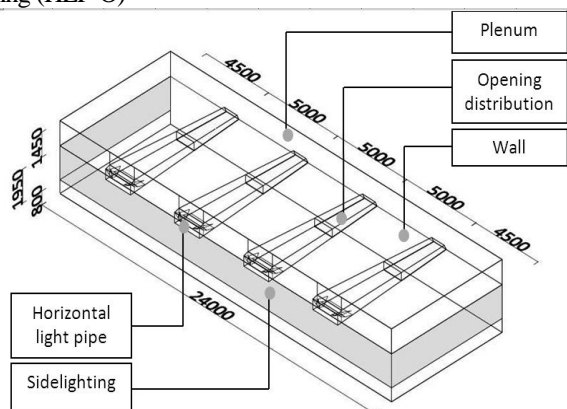 Plenum
Opening
distribution
Wall
4500
5000
5000
5000
4500
1450
1950
800
24000
Horizontal
light pipe
Sidelighting